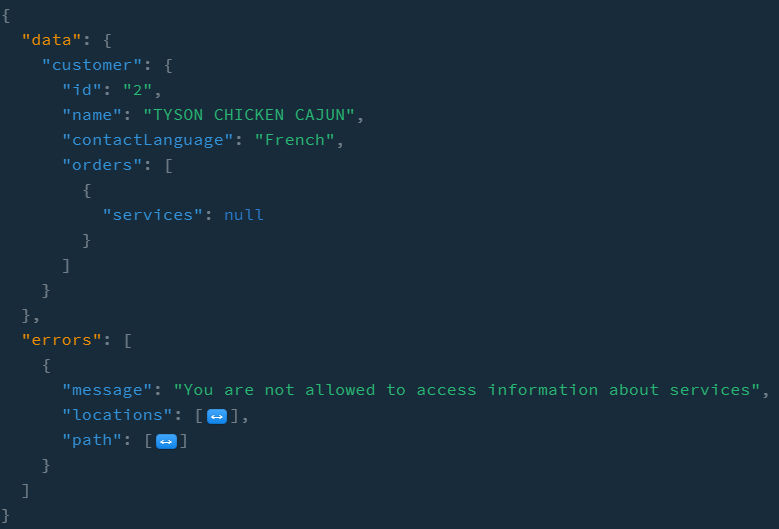 {
"data": {
"customer": {
"id": "2",
"name": "TYSON CHICKEN CAJUN",
"contactLanguage": "French",
"orders": [
{
"services": null
}
]
}
},
"errors": [
{
"message": "You are not allowed to access information about services",
"locations": [↔],
"path": [↔]
}
]
}